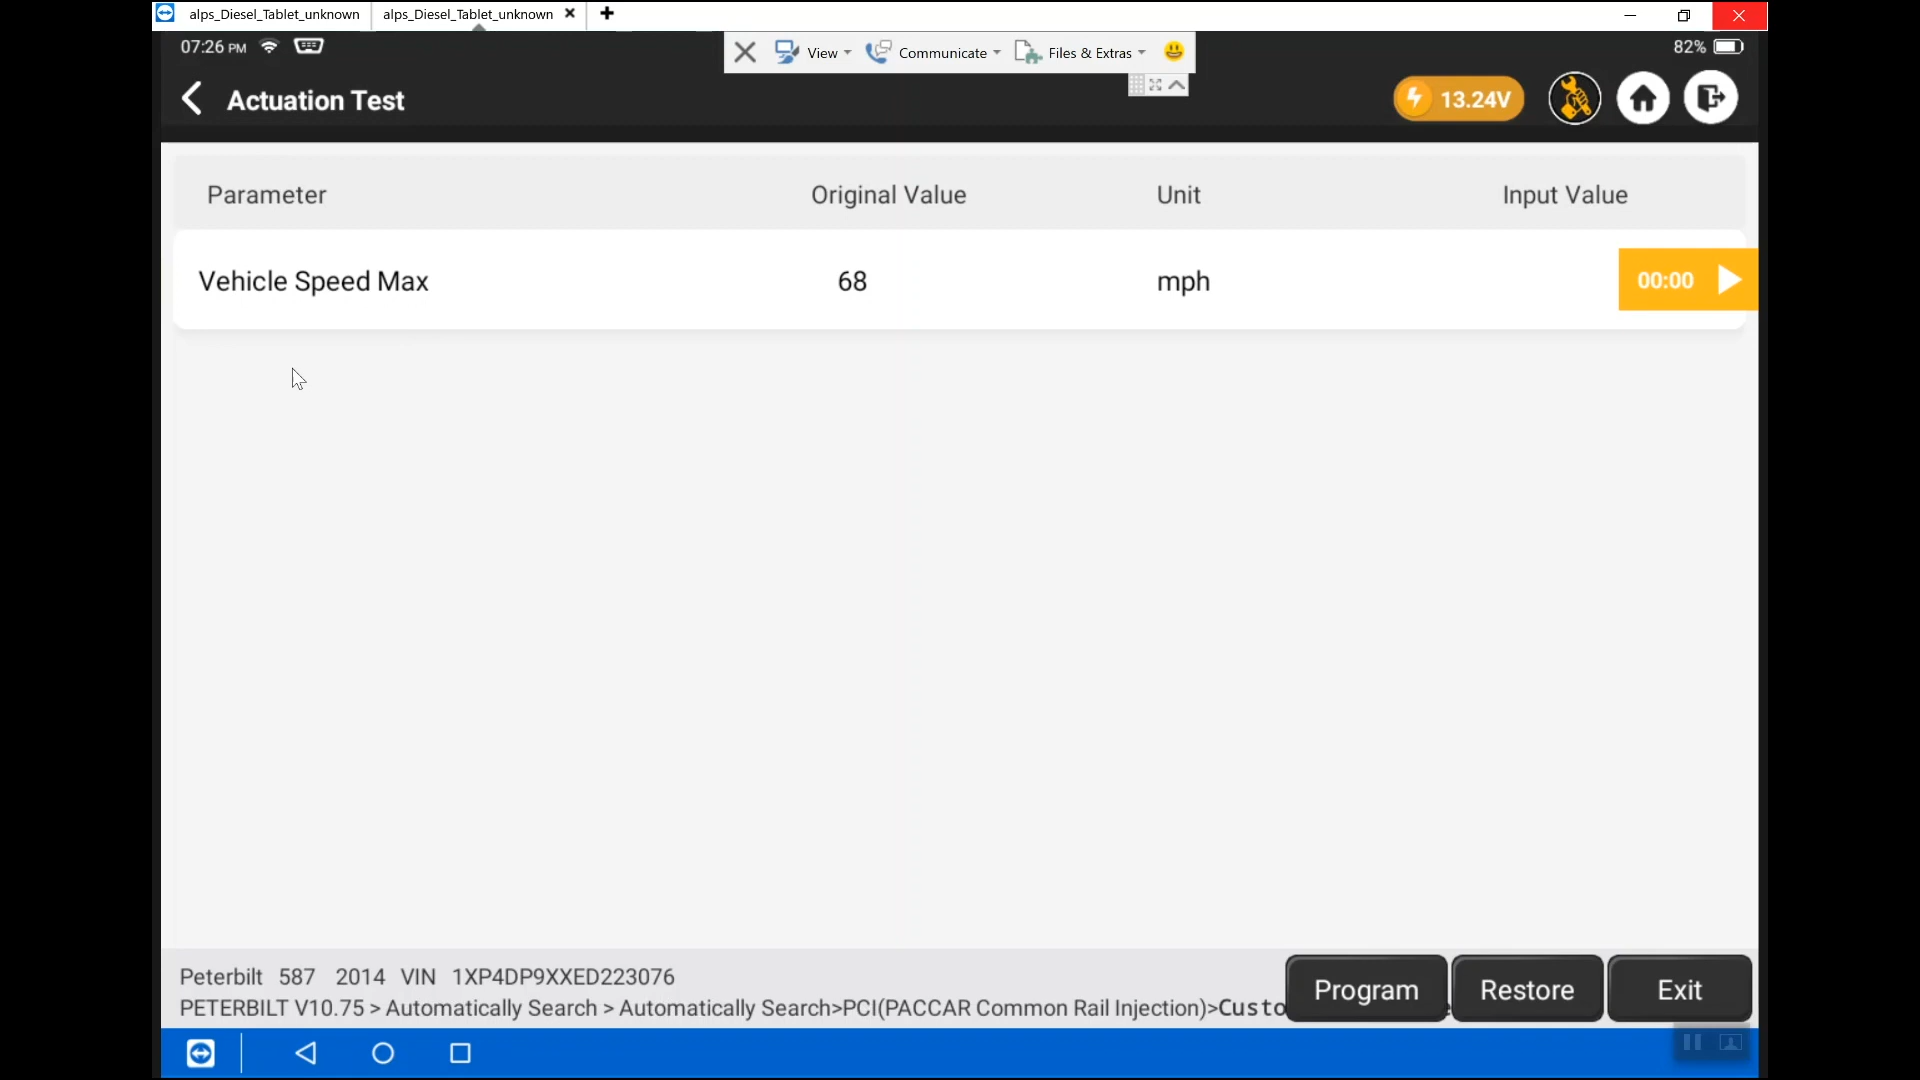 alps_Diesel_Tablet_unknown alps_Diesel_Tablet_unknown
07:26 PM 82%
View Communicate Files & Extras
Actuation Test 13.24V
Parameter Original Value Unit Input Value
Vehicle Speed Max 68 mph 00:00
Peterbilt 587 2014 VIN 1XP4DP9XXED223076
PETERBILT V10.75 > Automatically Search > Automatically Search>PCI(PACCAR Common Rail Injection)>Custo
Program Restore Exit